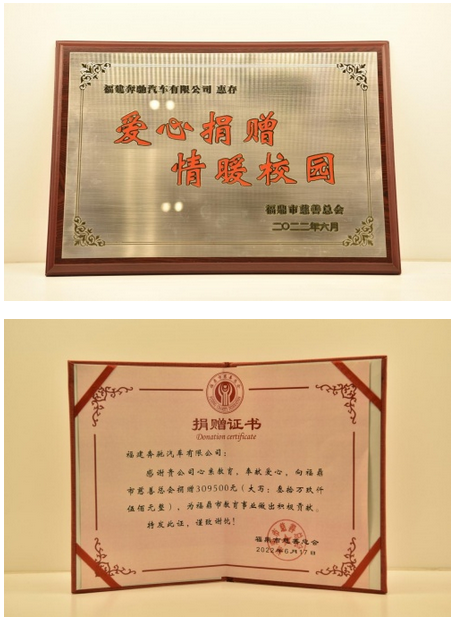 福建奔驰汽车有限公司 惠存
爱心捐赠
情暖校园
福鼎市慈善总会
二〇二二年六月
捐赠证书
Donation certificate
福建奔驰汽车有限公司：
感谢贵公司心系教育，奉献爱心，向福鼎
市慈善总会捐赠309500元（大写：叁拾万玖仟
伍佰元整），为福鼎市教育事业做出积极贡献。
特发此证，谨致谢忱！
福鼎市慈善总会
2022年6月17日